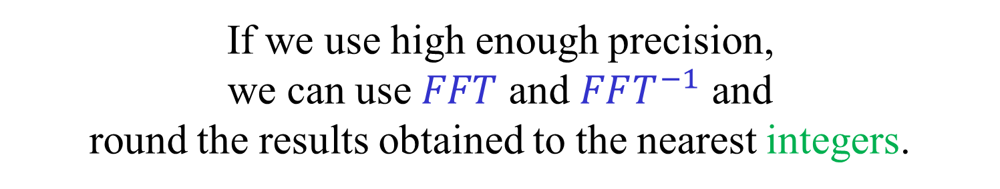 If we use high enough precision,
we can use 𝐹𝐹𝑇 and 𝐹𝐹𝑇⁻¹ and
round the results obtained to the nearest integers.